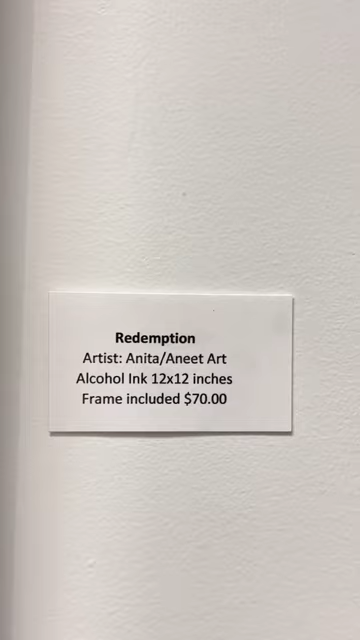 Redemption
Artist: Anita/Aneet Art
Alcohol Ink 12x12 inches
Frame included $70.00